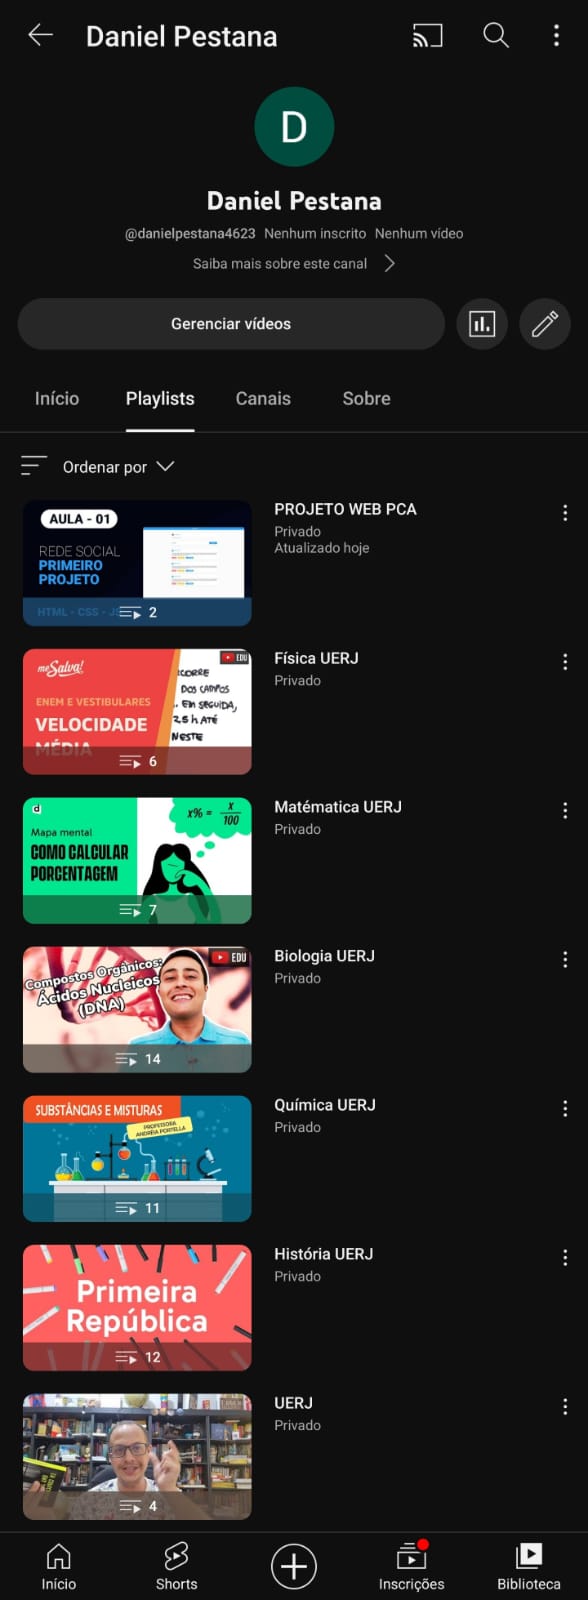 Daniel Pestana
D
Daniel Pestana
@danielpestana4623 Nenhum inscrito Nenhum vídeo
Saiba mais sobre este canal
Gerenciar vídeos
Início Playlists Canais Sobre
Ordenar por
AULA - 01
REDE SOCIAL
PRIMEIRO
PROJETO
HTML - CSS - JS
2
PROJETO WEB PCA
Privado
Atualizado hoje
me Salva!
EDU
ENEM E VESTIBULARES
VELOCIDADE
MÉDIA
CORRE
DOS CAMPOS
. EM SEGUIDA,
2,5 h ATÉ
NESTE
6
Física UERJ
Privado
d
Mapa mental
COMO CALCULAR
PORCENTAGEM
x% = x
100
7
Matématica UERJ
Privado
EDU
Compostos Orgânicos:
Ácidos Nucleicos
(DNA)
14
Biologia UERJ
Privado
SUBSTÂNCIAS E MISTURAS
PROFESSORA
ANDRÉIA PORTELLA
11
Química UERJ
Privado
Primeira
República
12
História UERJ
Privado
4
UERJ
Privado
Início Shorts Inscrições Biblioteca